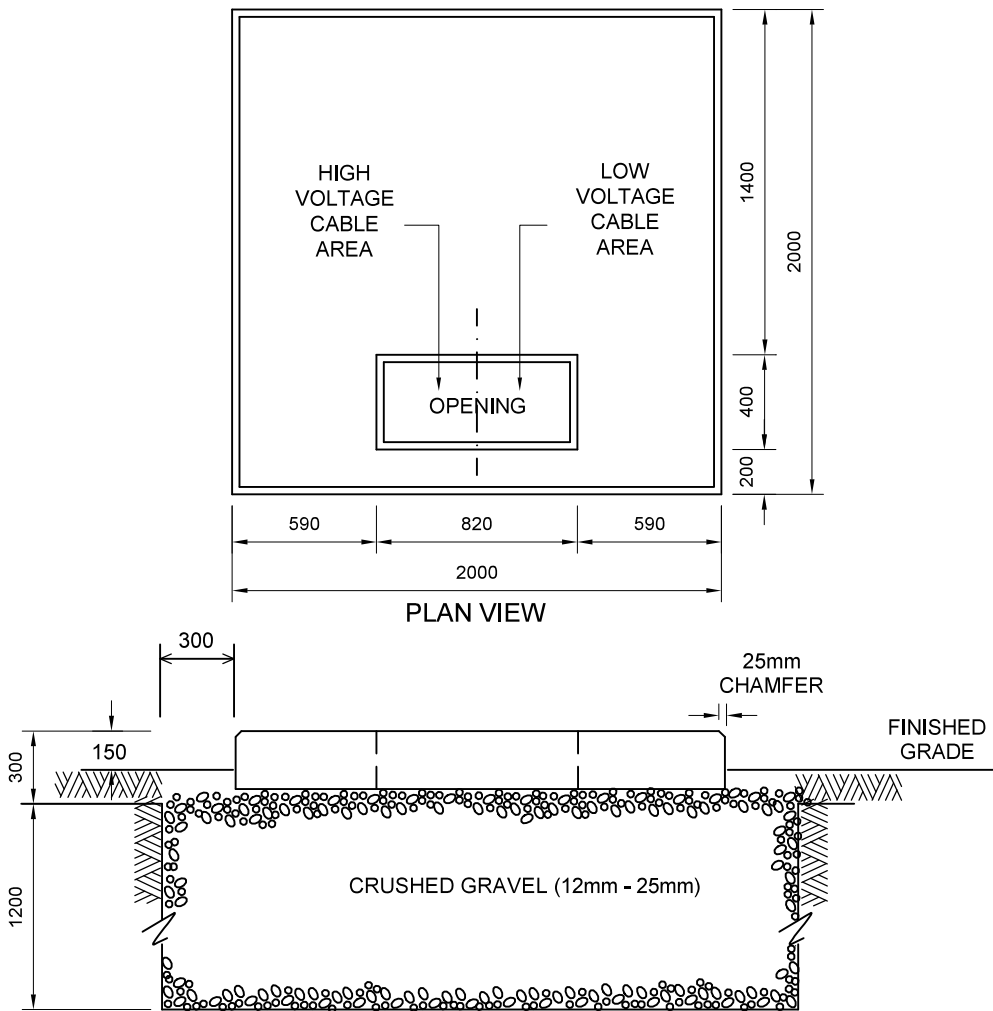 HIGH
VOLTAGE
CABLE
AREA
LOW
VOLTAGE
CABLE
AREA
1400
2000
OPENING
400
200
590
820
590
2000
PLAN VIEW
300
25mm
CHAMFER
FINISHED
GRADE
150
300
CRUSHED GRAVEL (12mm - 25mm)
1200